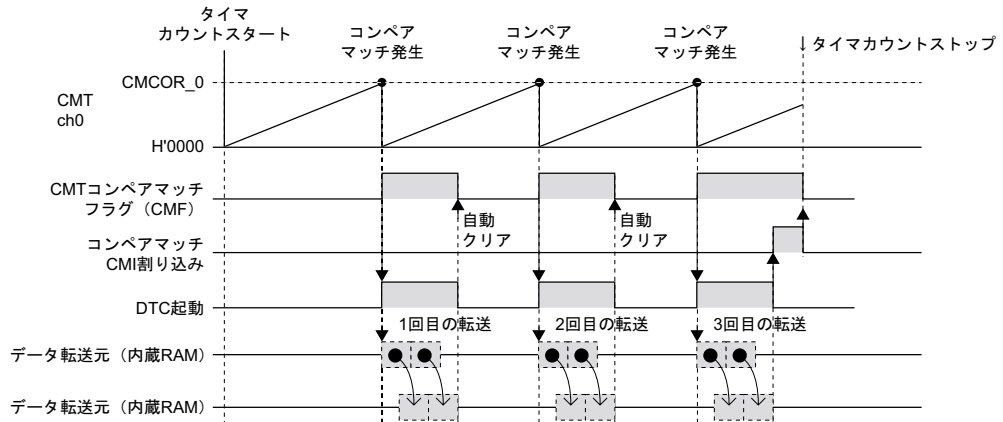 タイマ
カウントスタート
コンペア
マッチ発生
コンペア
マッチ発生
コンペア
マッチ発生
↓タイマカウントストップ
CMCOR_0
CMT
ch0
H'0000
CMTコンペアマッチ
フラグ（CMF）
自動
クリア
自動
クリア
コンペアマッチ
CMI割り込み
DTC起動
1回目の転送
2回目の転送
3回目の転送
データ転送元（内蔵RAM）
データ転送元（内蔵RAM）